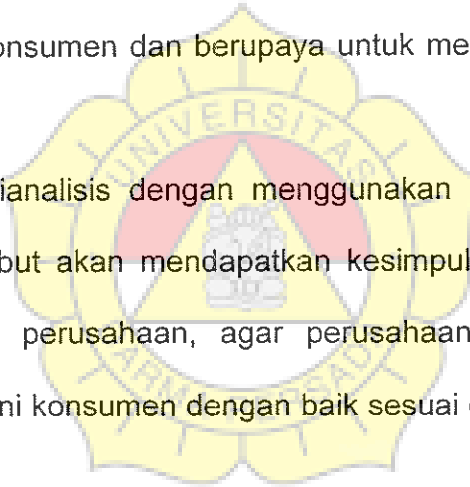 onsumen dan berupaya untuk me
UNIVERSITAS
ianalisis dengan menggunakan
but akan mendapatkan kesimpul
perusahaan, agar perusahaan
ni konsumen dengan baik sesuai